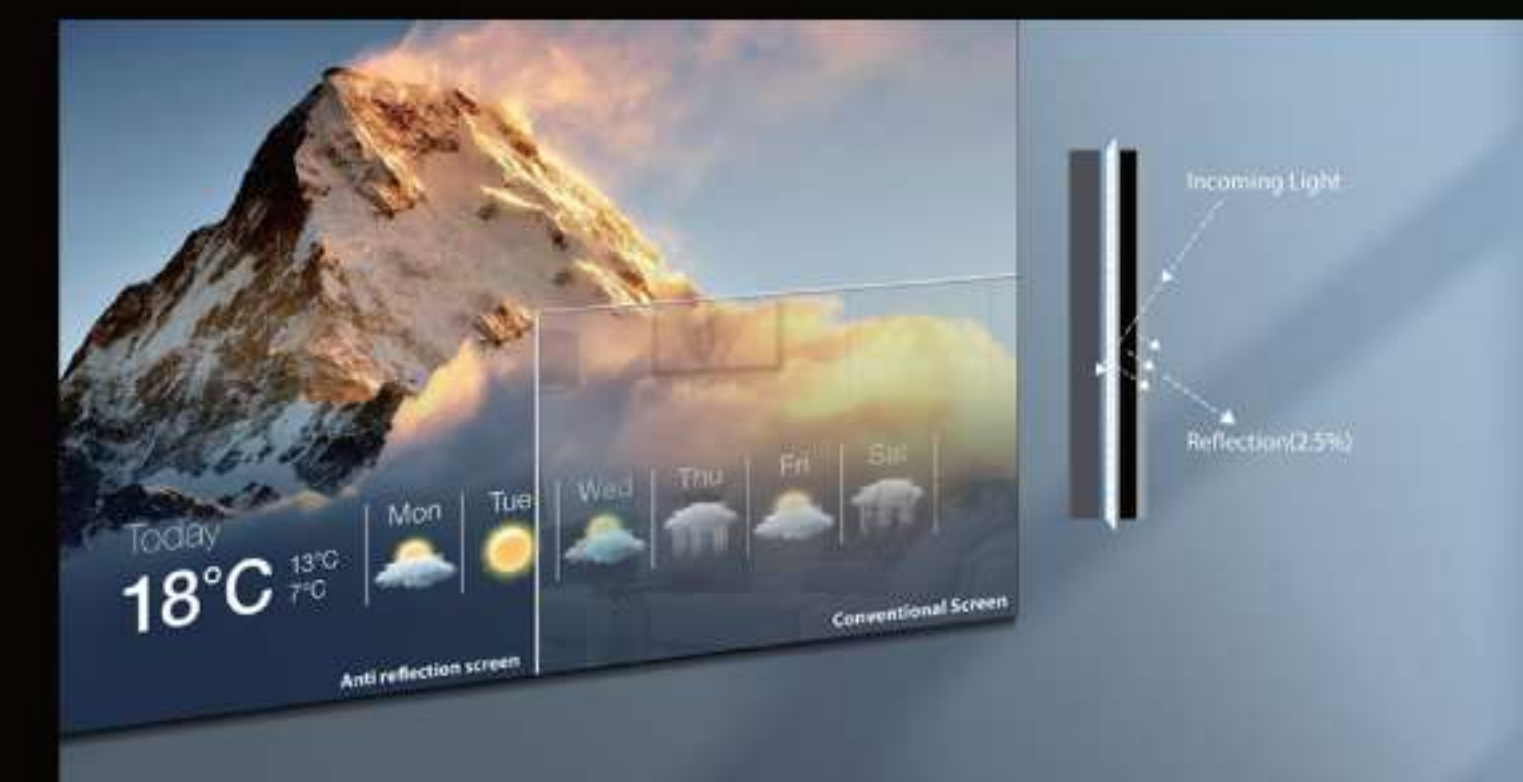 Incoming Light
Reflection(2.5%)
Today
18°C
13°C
7°C
Mon
Tue
Wed
Thu
Fri
Sat
Conventional Screen
Anti reflection screen